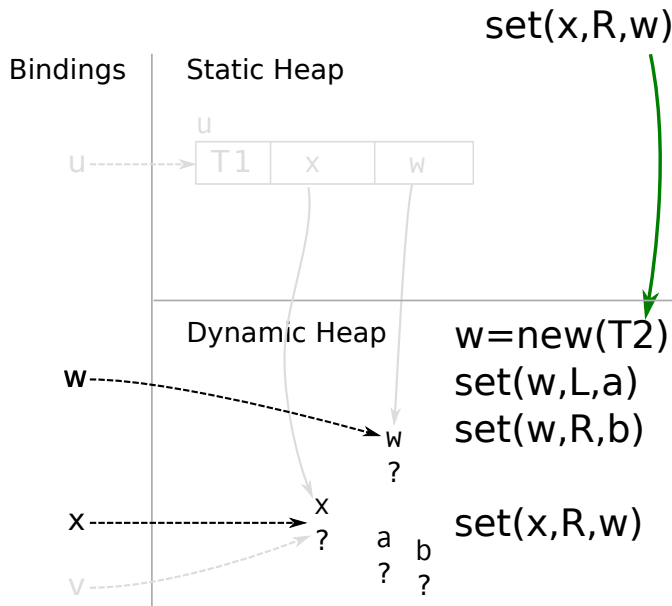 set(x,R,w)
Bindings
Static Heap
u
u
T1 x w
Dynamic Heap
w=new(T2)
w
set(w,L,a)
set(w,R,b)
w
?
x
x
set(x,R,w)
?
a
b
?
?
v